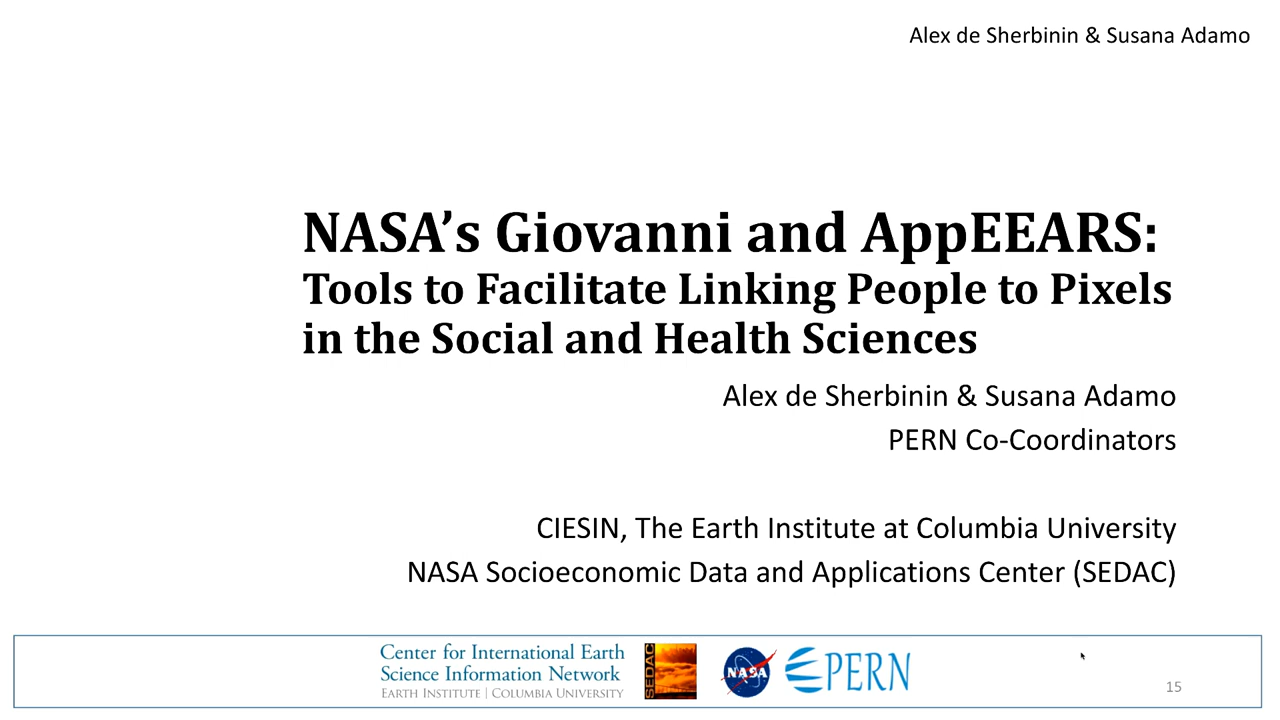 Alex de Sherbinin & Susana Adamo
NASA’s Giovanni and AppEEARS:
Tools to Facilitate Linking People to Pixels
in the Social and Health Sciences
Alex de Sherbinin & Susana Adamo
PERN Co-Coordinators
CIESIN, The Earth Institute at Columbia University
NASA Socioeconomic Data and Applications Center (SEDAC)
Center for International Earth
Science Information Network
EARTH INSTITUTE | COLUMBIA UNIVERSITY
SEDAC
NASA
PERN
15